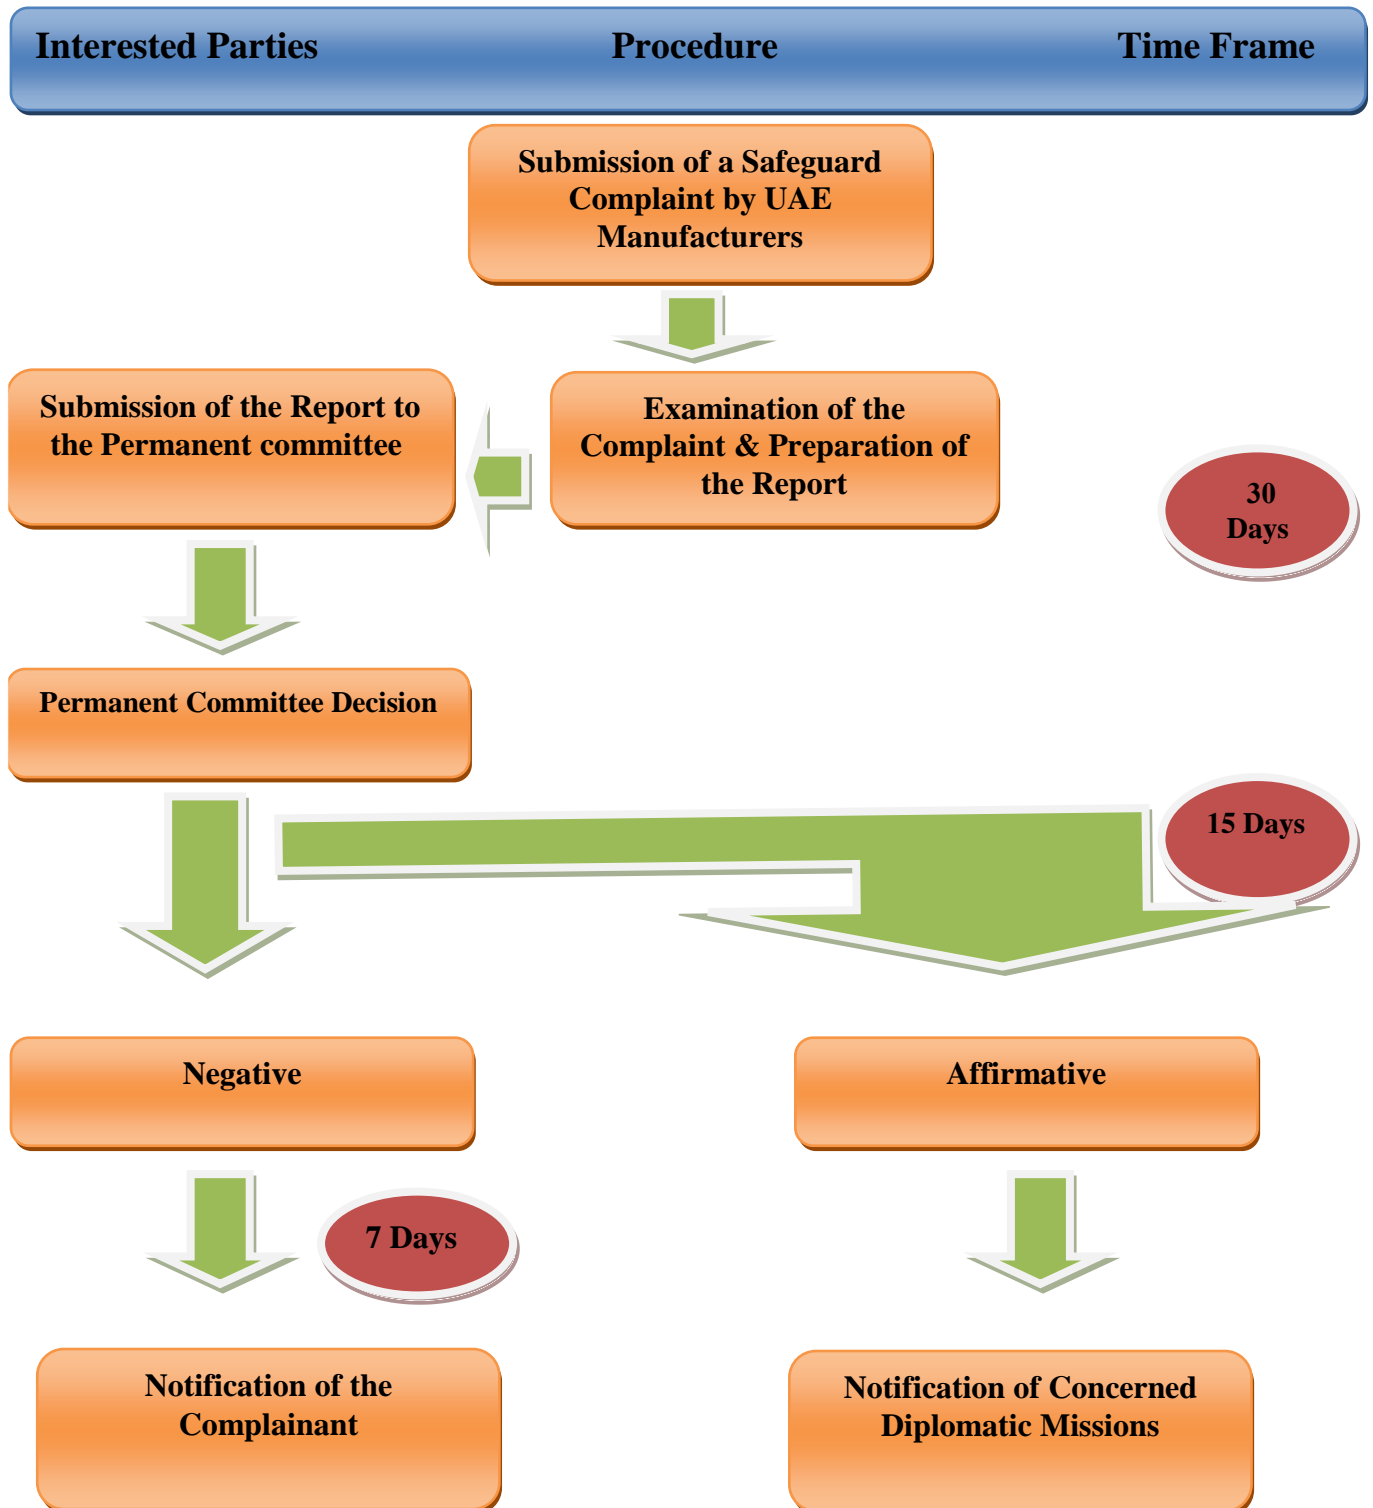 Interested Parties Procedure Time Frame
Submission of a Safeguard
Complaint by UAE
Manufacturers
Submission of the Report to
the Permanent committee
Examination of the
Complaint & Preparation of
the Report
30
Days
Permanent Committee Decision
15 Days
Negative
Affirmative
7 Days
Notification of the
Complainant
Notification of Concerned
Diplomatic Missions